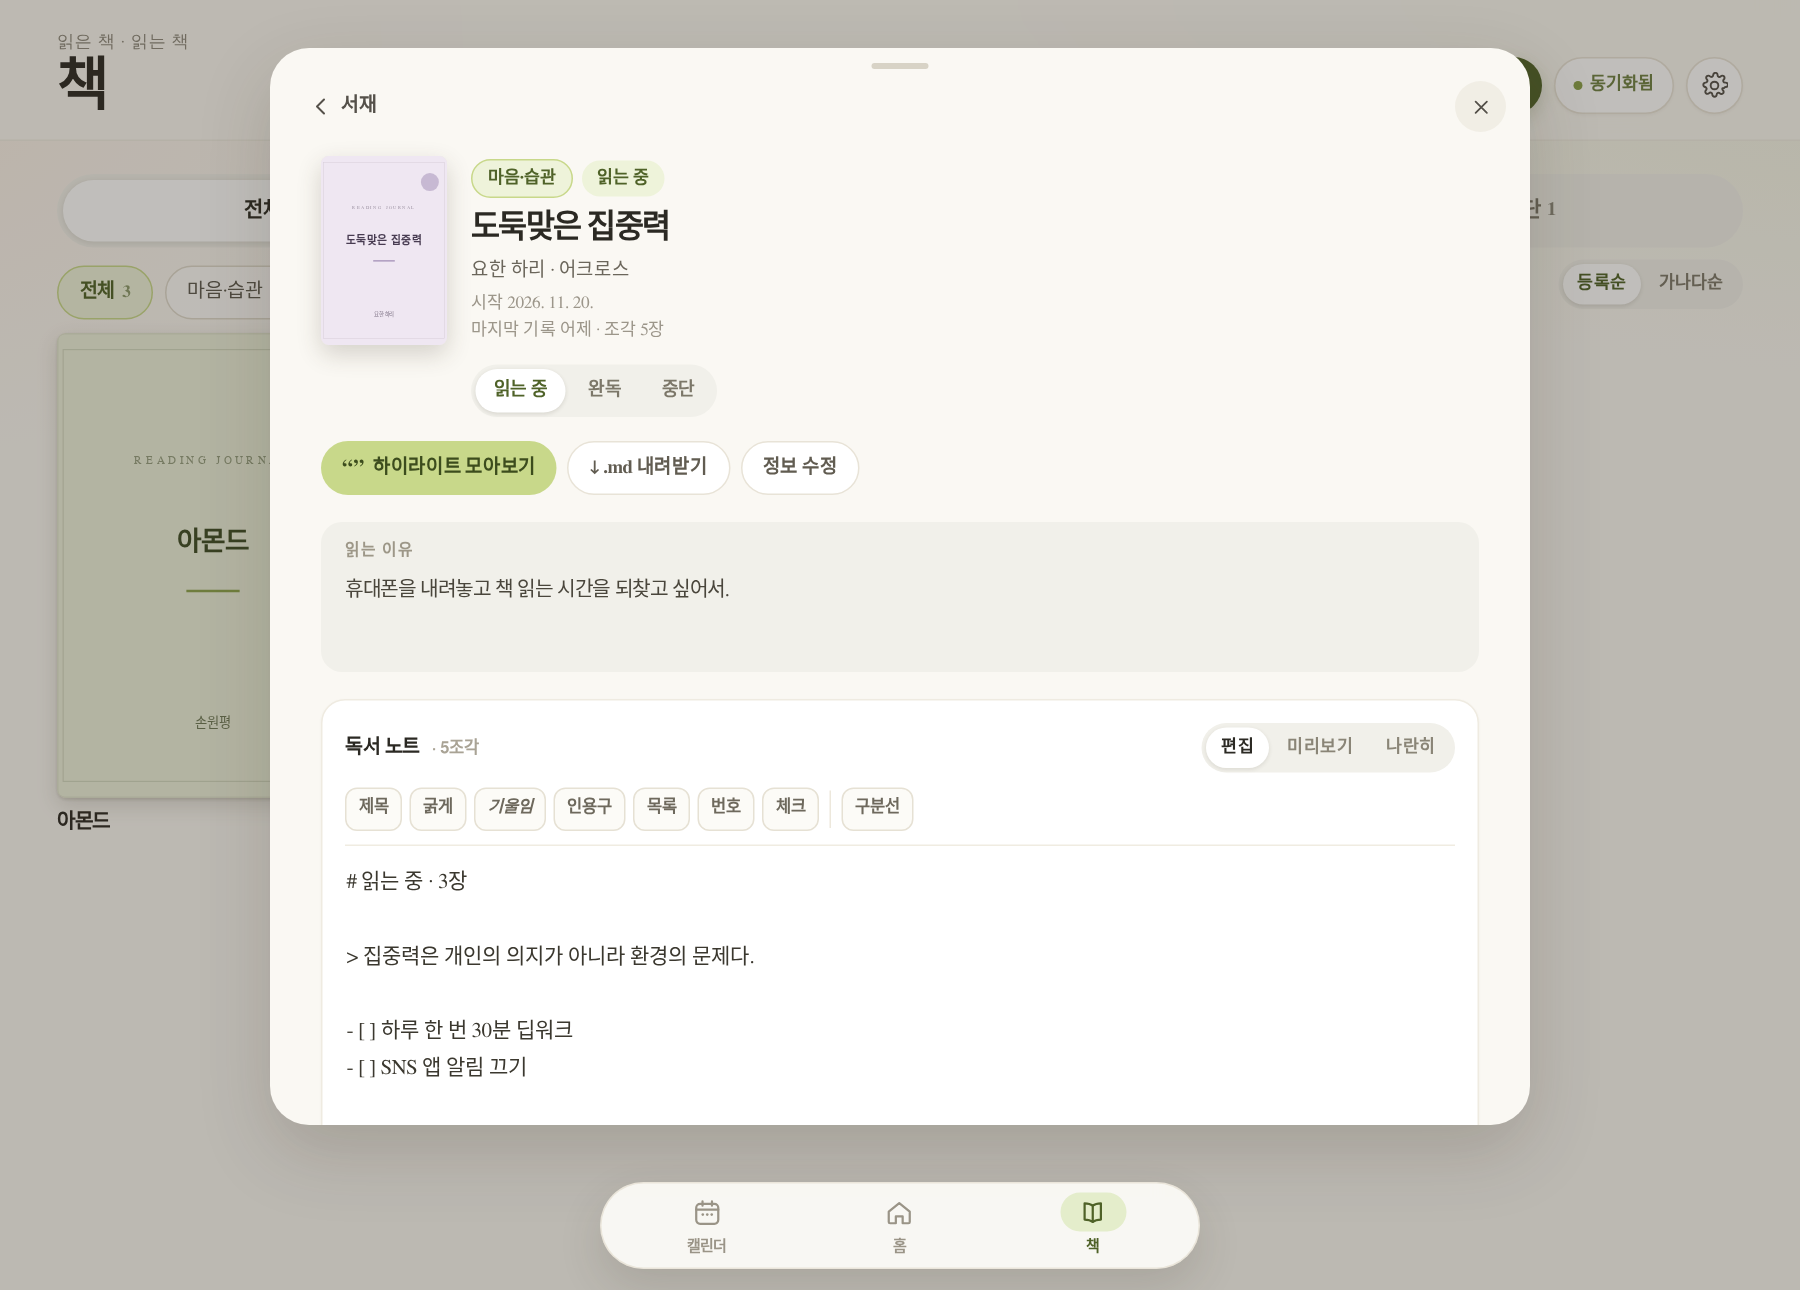 읽은 책 · 읽는 책
책
동기화됨
전체
단 1
전체 3
마음·습관
등록순
가나다순
READING JOURN
아몬드
손원평
아몬드
서재
READING JOURNAL
도둑맞은 집중력
요한 하리
마음·습관
읽는 중
도둑맞은 집중력
요한 하리 · 어크로스
시작 2026. 11. 20.
마지막 기록 어제 · 조각 5장
읽는 중
완독
중단
“” 하이라이트 모아보기
↓ .md 내려받기
정보 수정
읽는 이유
휴대폰을 내려놓고 책 읽는 시간을 되찾고 싶어서.
독서 노트 · 5조각
편집
미리보기
나란히
제목
굵게
기울임
인용구
목록
번호
체크
구분선
# 읽는 중 · 3장
> 집중력은 개인의 의지가 아니라 환경의 문제다.
- [ ] 하루 한 번 30분 딥워크
- [ ] SNS 앱 알림 끄기
캘린더
홈
책